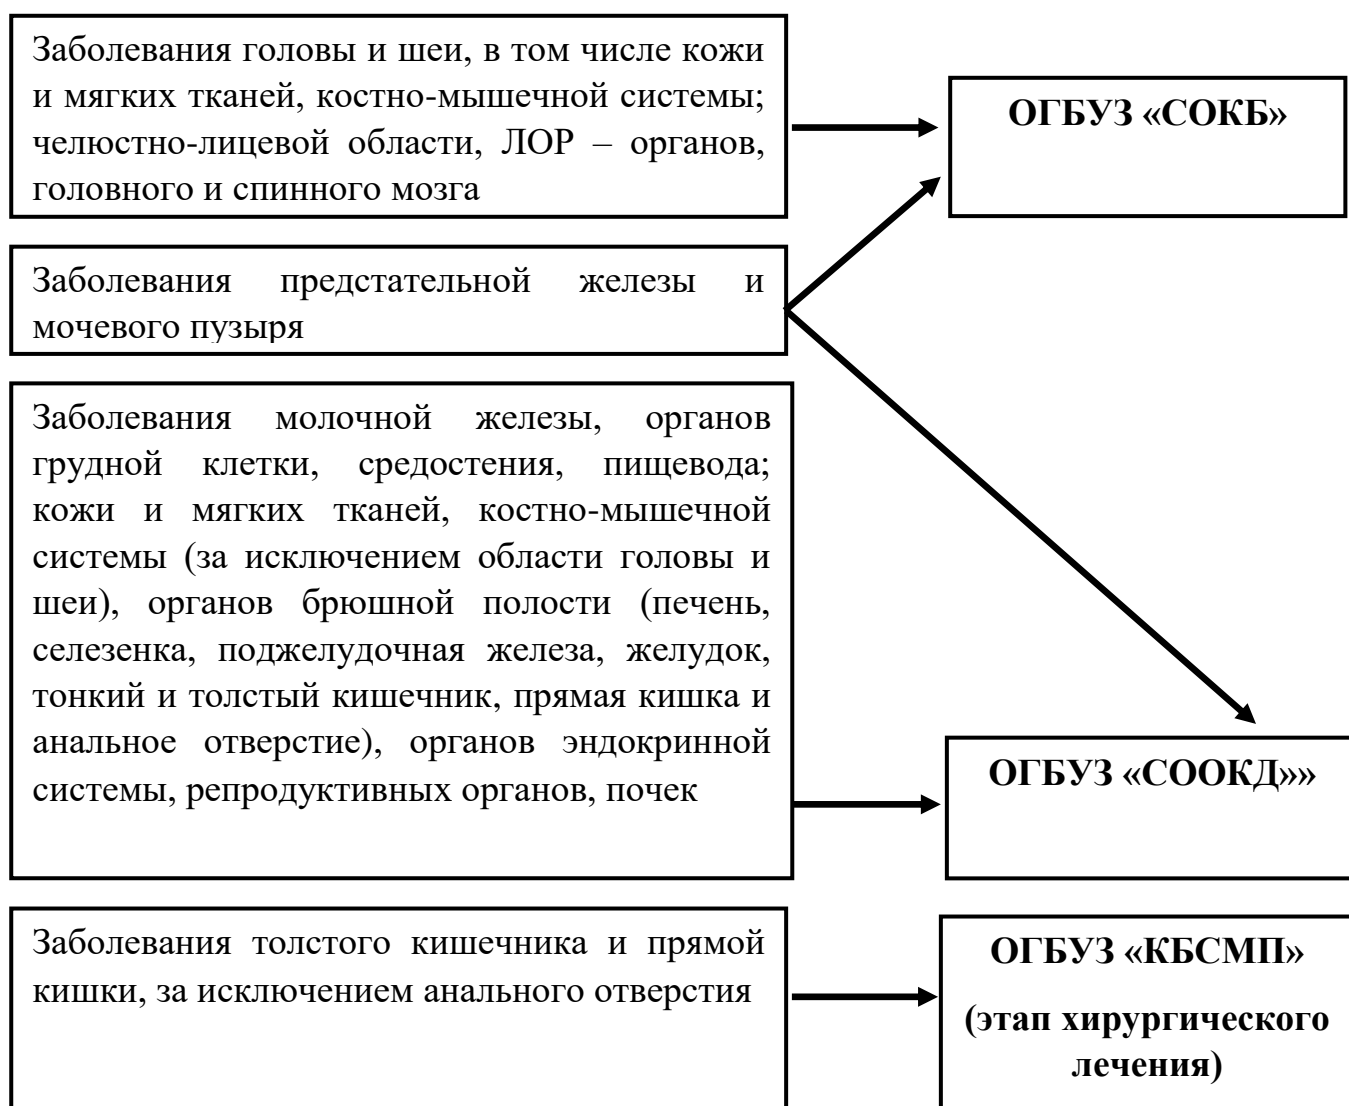 Заболевания головы и шеи, в том числе кожи
и мягких тканей, костно-мышечной системы;
челюстно-лицевой области, ЛОР – органов,
головного и спинного мозга
ОГБУЗ «СОКБ»
Заболевания предстательной железы и
мочевого пузыря
Заболевания молочной железы, органов
грудной клетки, средостения, пищевода;
кожи и мягких тканей, костно-мышечной
системы (за исключением области головы и
шеи), органов брюшной полости (печень,
селезенка, поджелудочная железа, желудок,
тонкий и толстый кишечник, прямая кишка и
анальное отверстие), органов эндокринной
системы, репродуктивных органов, почек
ОГБУЗ «СООКД»»
Заболевания толстого кишечника и прямой
кишки, за исключением анального отверстия
ОГБУЗ «КБСМП»
(этап хирургического
лечения)